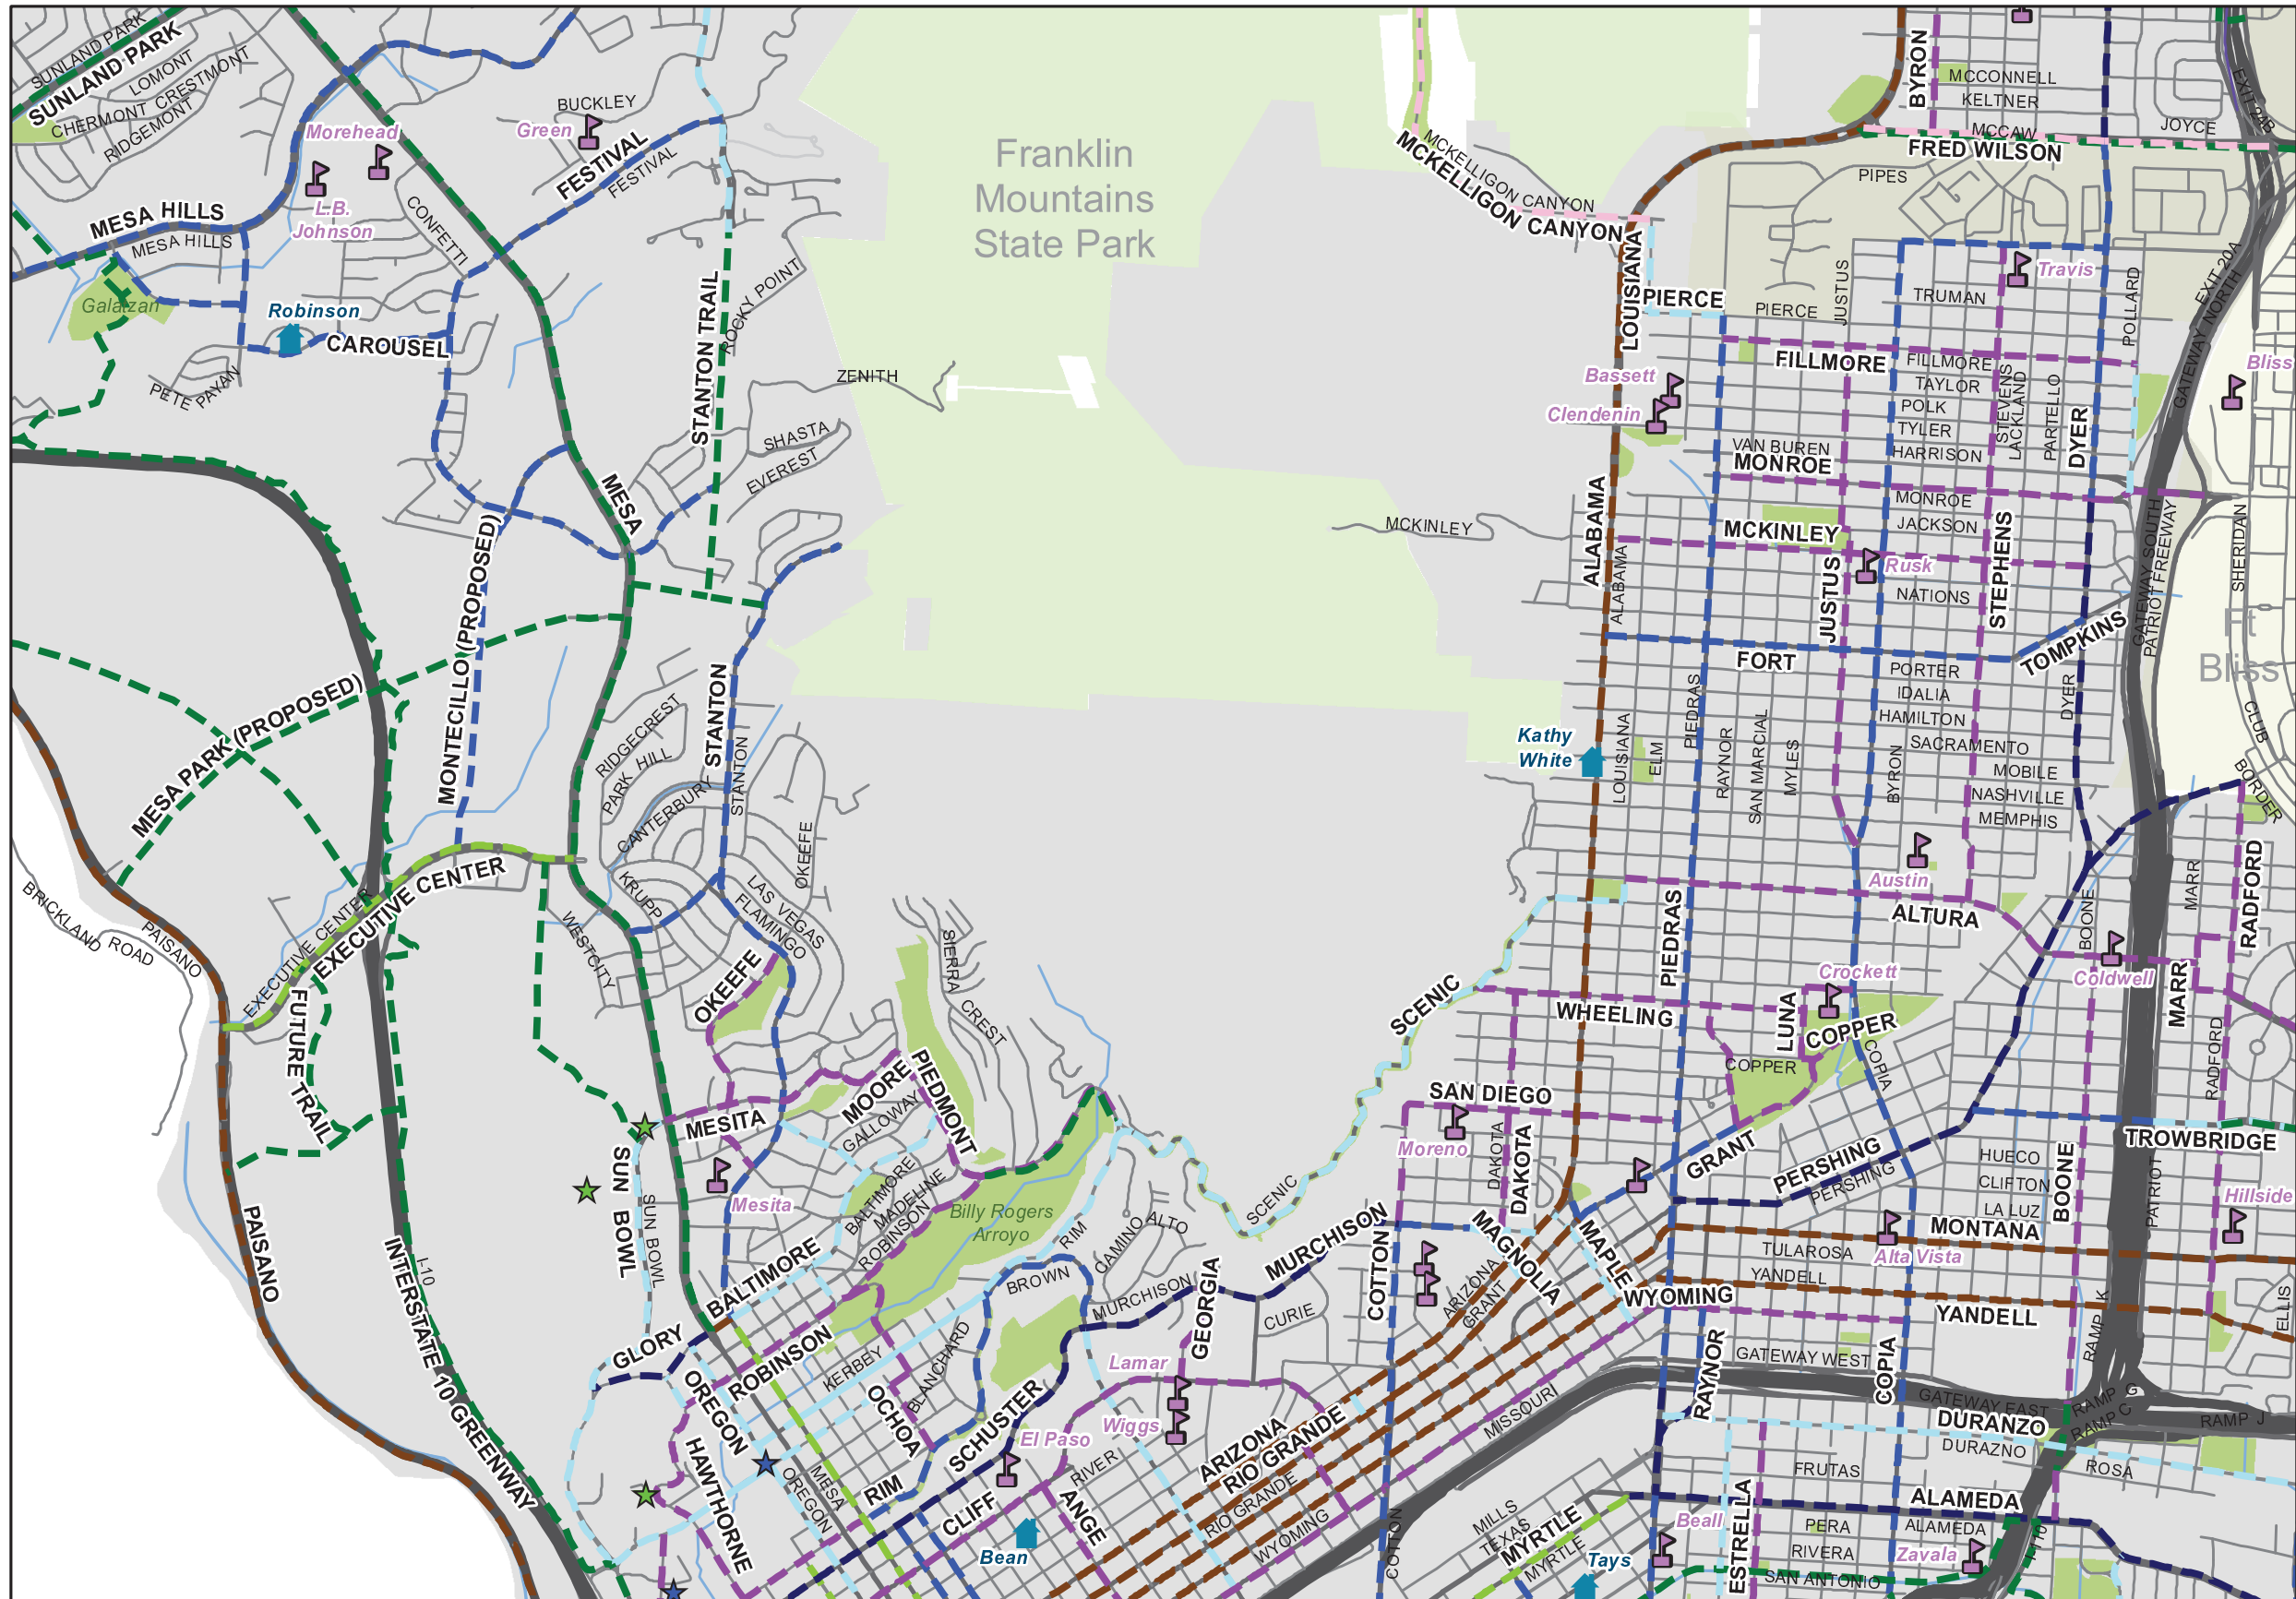 SUNLAND PARK
SUNLAND PARK
LOMONT
CHERMONT
CRESTMONT
RIDGEMONT
Morehead
L.B.
Johnson
MESA HILLS
MESA HILLS
CONFETTI
Galatzan
Robinson
CAROUSEL
PETE PAYAN
BUCKLEY
Green
FESTIVAL
FESTIVAL
STANTON TRAIL
ROCKY POINT
ZENITH
SHASTA
EVEREST
MESA
Franklin
Mountains
State Park
MCKELLIGON CANYON
MCKELLIGON CANYON
BYRON
MCCONNELL
KELTNER
MCCAW
JOYCE
FRED WILSON
EXIT 24B
PIPES
LOUISIANA
PIERCE
PIERCE
JUSTUS
Travis
TRUMAN
POLLARD
EXIT 20A
GATEWAY NORTH
FILLMORE
FILLMORE
TAYLOR
POLK
TYLER
HARRISON
STEVENS
LACKLAND
PARTELLO
DYER
Bliss
Bassett
Clendenin
VAN BUREN
MONROE
MONROE
JACKSON
MCKINLEY
MCKINLEY
ALABAMA
ALABAMA
Rusk
JUSTUS
NATIONS
STEPHENS
GATEWAY SOUTH
PATRIOT FREEWAY
SHERIDAN
Ft
Bliss
TOMPKINS
FORT
PORTER
IDALIA
HAMILTON
SACRAMENTO
MOBILE
NASHVILLE
MEMPHIS
DYER
CLUB
BORDER
Kathy
White
LOUISIANA
ELM
PIEDRAS
RAYNOR
SAN MARCIAL
MYLES
BYRON
MONTECILLO (PROPOSED)
MESA PARK (PROPOSED)
RIDGECREST
PARK HILL
CANTERBURY
STANTON
STANTON
OKEEFE
EXECUTIVE CENTER
EXECUTIVE CENTER
BRICKLAND
ROAD
PAISANO
KRUPP
WESTCITY
LAS VEGAS
FLAMINGO
OKEEFE
SIERRA
CREST
FUTURE TRAIL
Austin
ALTURA
PIEDRAS
BOONE
MARR
RADFORD
Coldwell
MARR
Crockett
SCENIC
WHEELING
LUNA
COPPER
COPPER
COPIA
RADFORD
MOORE
PIEDMONT
MESITA
GALLOWAY
SUN BOWL
SUN BOWL
Mesita
BALTIMORE
MADELINE
ROBINSON
Billy Rogers
Arroyo
SCENIC
SAN DIEGO
Moreno
DAKOTA
DAKOTA
GRANT
PERSHING
PERSHING
TROWBRIDGE
HUECO
CLIFTON
LA LUZ
BOONE
PATRIOT
Hillside
PAISANO
I-10
INTERSTATE 10 GREENWAY
BALTIMORE
GLORY
ROBINSON
OREGON
OREGON
MESA
HAWTHORNE
RIM
BROWN
CAMINO ALTO
MURCHISON
MURCHISON
GEORGIA
CURIE
COTTON
MAGNOLIA
MAPLE
MONTANA
Alta Vista
TULAROSA
YANDELL
WYOMING
YANDELL
ARIZONA
GRANT
KERBEY
BLANCHARD
OCHOA
SCHUSTER
Lamar
Wiggs
El Paso
RIVER
RIM
CLIFF
ANGE
Bean
ARIZONA
RIO GRANDE
RIO GRANDE
WYOMING
MISSOURI
COTTON
RAYNOR
GATEWAY WEST
COPIA
GATEWAY EAST
RAMP K
RAMP G
RAMP C
RAMP J
ELLIS
DURANZO
DURAZNO
ROSA
FRUTAS
MILLS
TEXAS
MYRTLE
MYRTLE
Tays
Beall
ESTRELLA
ALAMEDA
ALAMEDA
PERA
RIVERA
SAN ANTONIO
Zavala
I-10